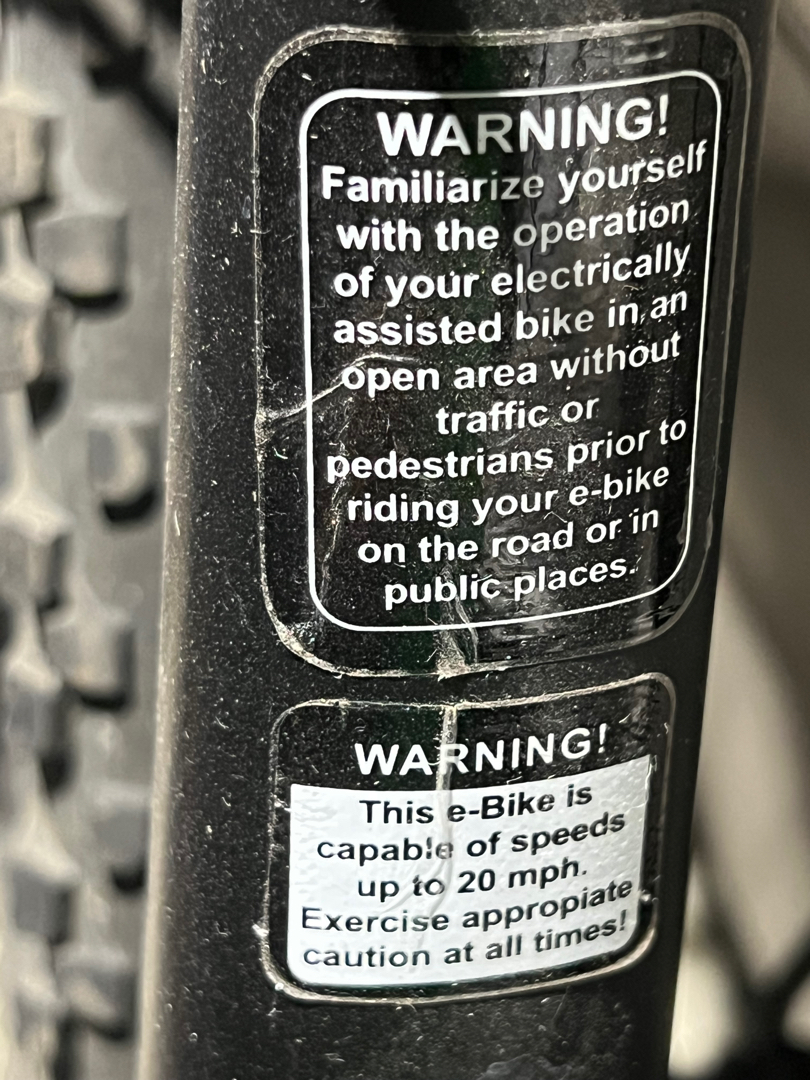 WARNING!
Familiarize yourself
with the operation
of your electrically
assisted bike in an
open area without
traffic or
pedestrians prior to
riding your e-bike
on the road or in
public places.
WARNING!
This e-Bike is
capable of speeds
up to 20 mph.
Exercise appropiate
caution at all times!